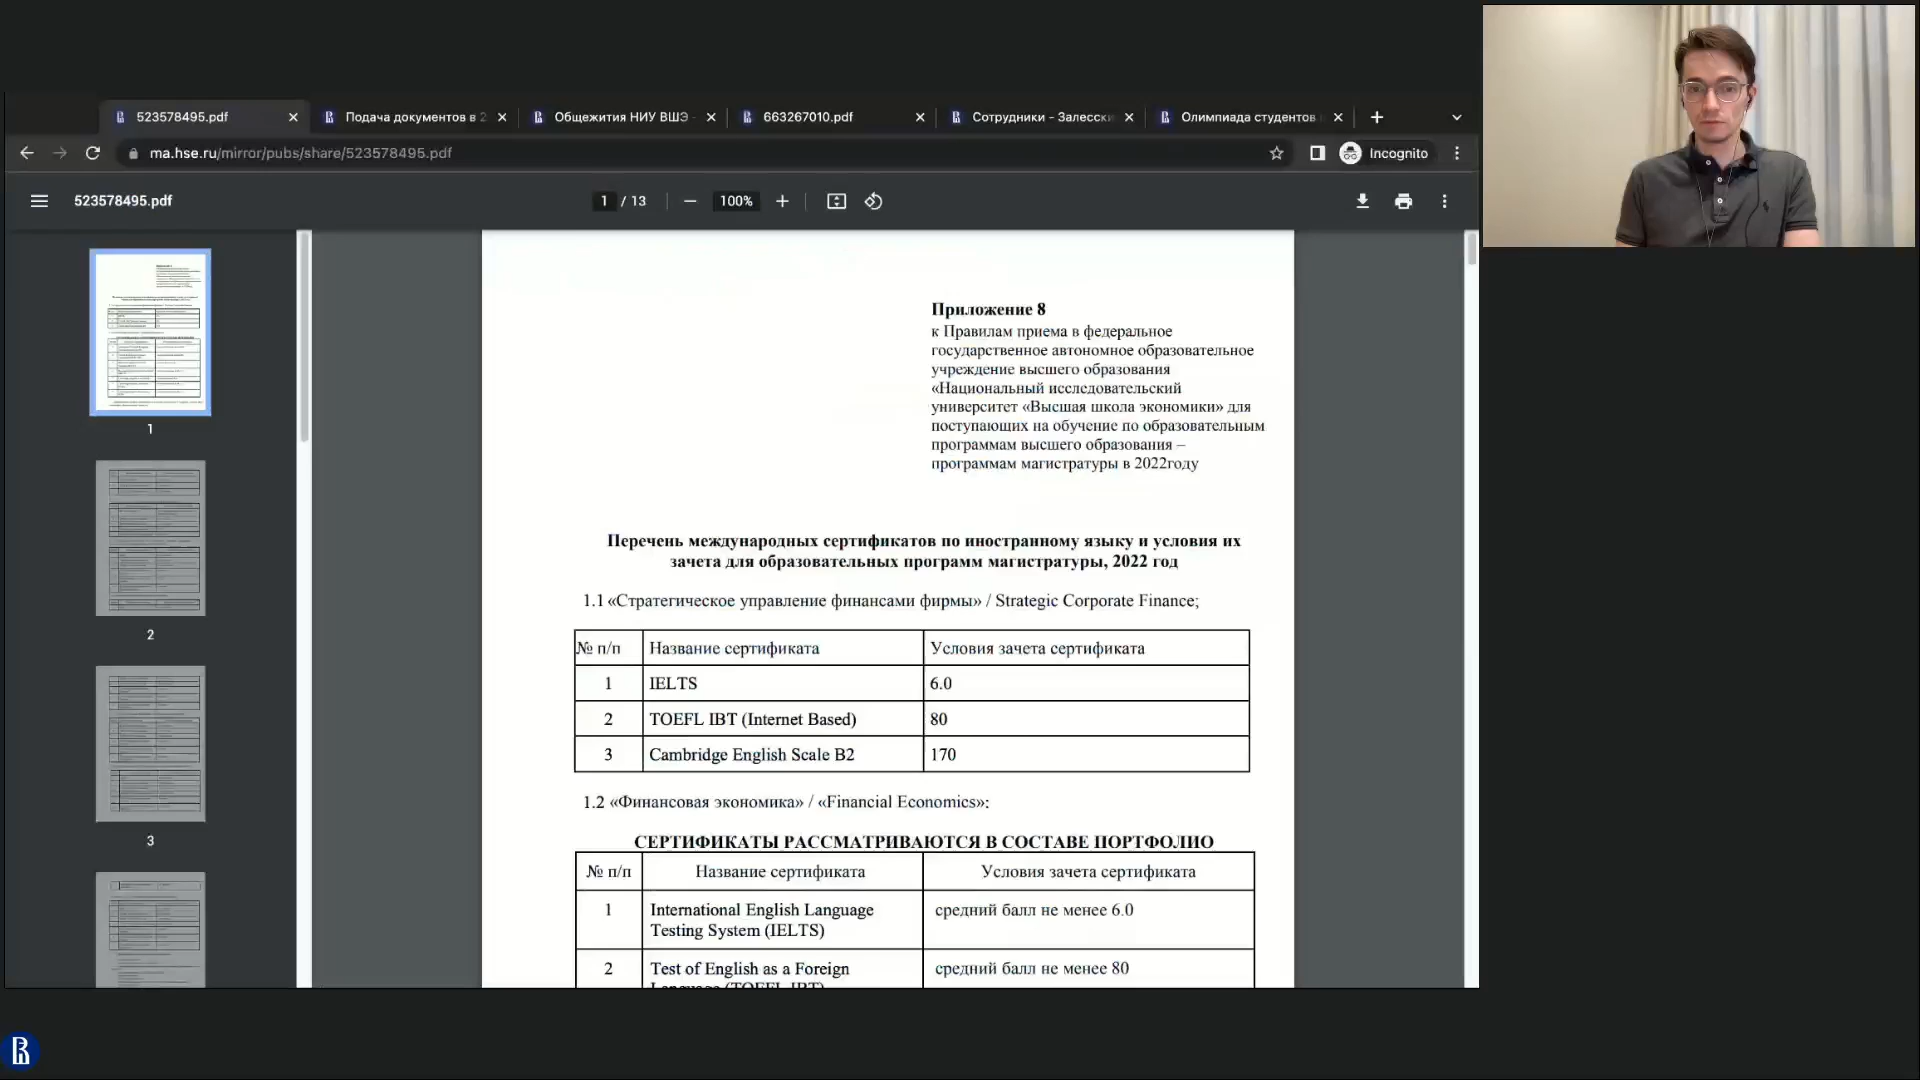 523578495.pdf
Подача документов в 2
Общежития НИУ ВШЭ -
663267010.pdf
Сотрудники – Залесски
Олимпиада студентов
ma.hse.ru/mirror/pubs/share/523578495.pdf
Incognito
523578495.pdf
1 / 13
100%
1
2
3
Приложение 8
к Правилам приема в федеральное
государственное автономное образовательное
учреждение высшего образования
«Национальный исследовательский
университет «Высшая школа экономики» для
поступающих на обучение по образовательным
программам высшего образования –
программам магистратуры в 2022году
Перечень международных сертификатов по иностранному языку и условия их
зачета для образовательных программ магистратуры, 2022 год
1.1 «Стратегическое управление финансами фирмы» / Strategic Corporate Finance;
№ п/п Название сертификата Условия зачета сертификата
1 IELTS 6.0
2 TOEFL IBT (Internet Based) 80
3 Cambridge English Scale B2 170
1.2 «Финансовая экономика» / «Financial Economics»:
СЕРТИФИКАТЫ РАССМАТРИВАЮТСЯ В СОСТАВЕ ПОРТФОЛИО
№ п/п Название сертификата Условия зачета сертификата
1 International English Language средний балл не менее 6.0
Testing System (IELTS)
2 Test of English as a Foreign средний балл не менее 80
Language (TOEFL IBT)